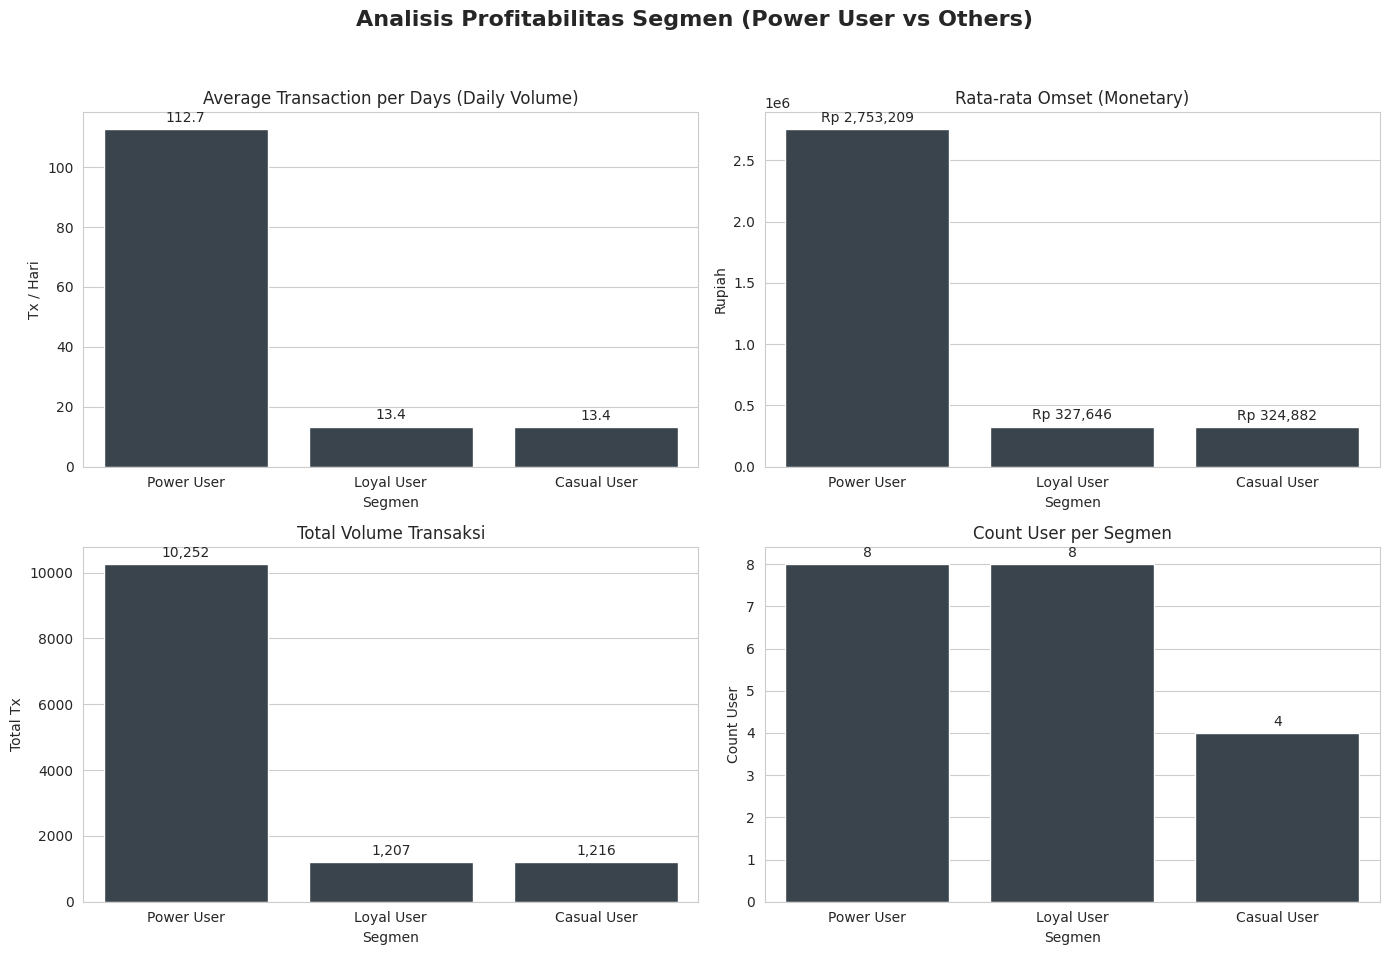 Analisis Profitabilitas Segmen (Power User vs Others)
Average Transaction per Days (Daily Volume)
112.7
100
80
60
40
20
0
Tx / Hari
13.4
13.4
Power User
Loyal User
Casual User
Segmen
Rata-rata Omset (Monetary)
1e6
Rp 2,753,209
2.5
2.0
1.5
1.0
0.5
0.0
Rupiah
Rp 327,646
Rp 324,882
Power User
Loyal User
Casual User
Segmen
Total Volume Transaksi
10,252
10000
8000
6000
4000
2000
0
Total Tx
1,207
1,216
Power User
Loyal User
Casual User
Segmen
Count User per Segmen
8
8
8
7
6
5
4
3
2
1
0
Count User
4
Power User
Loyal User
Casual User
Segmen